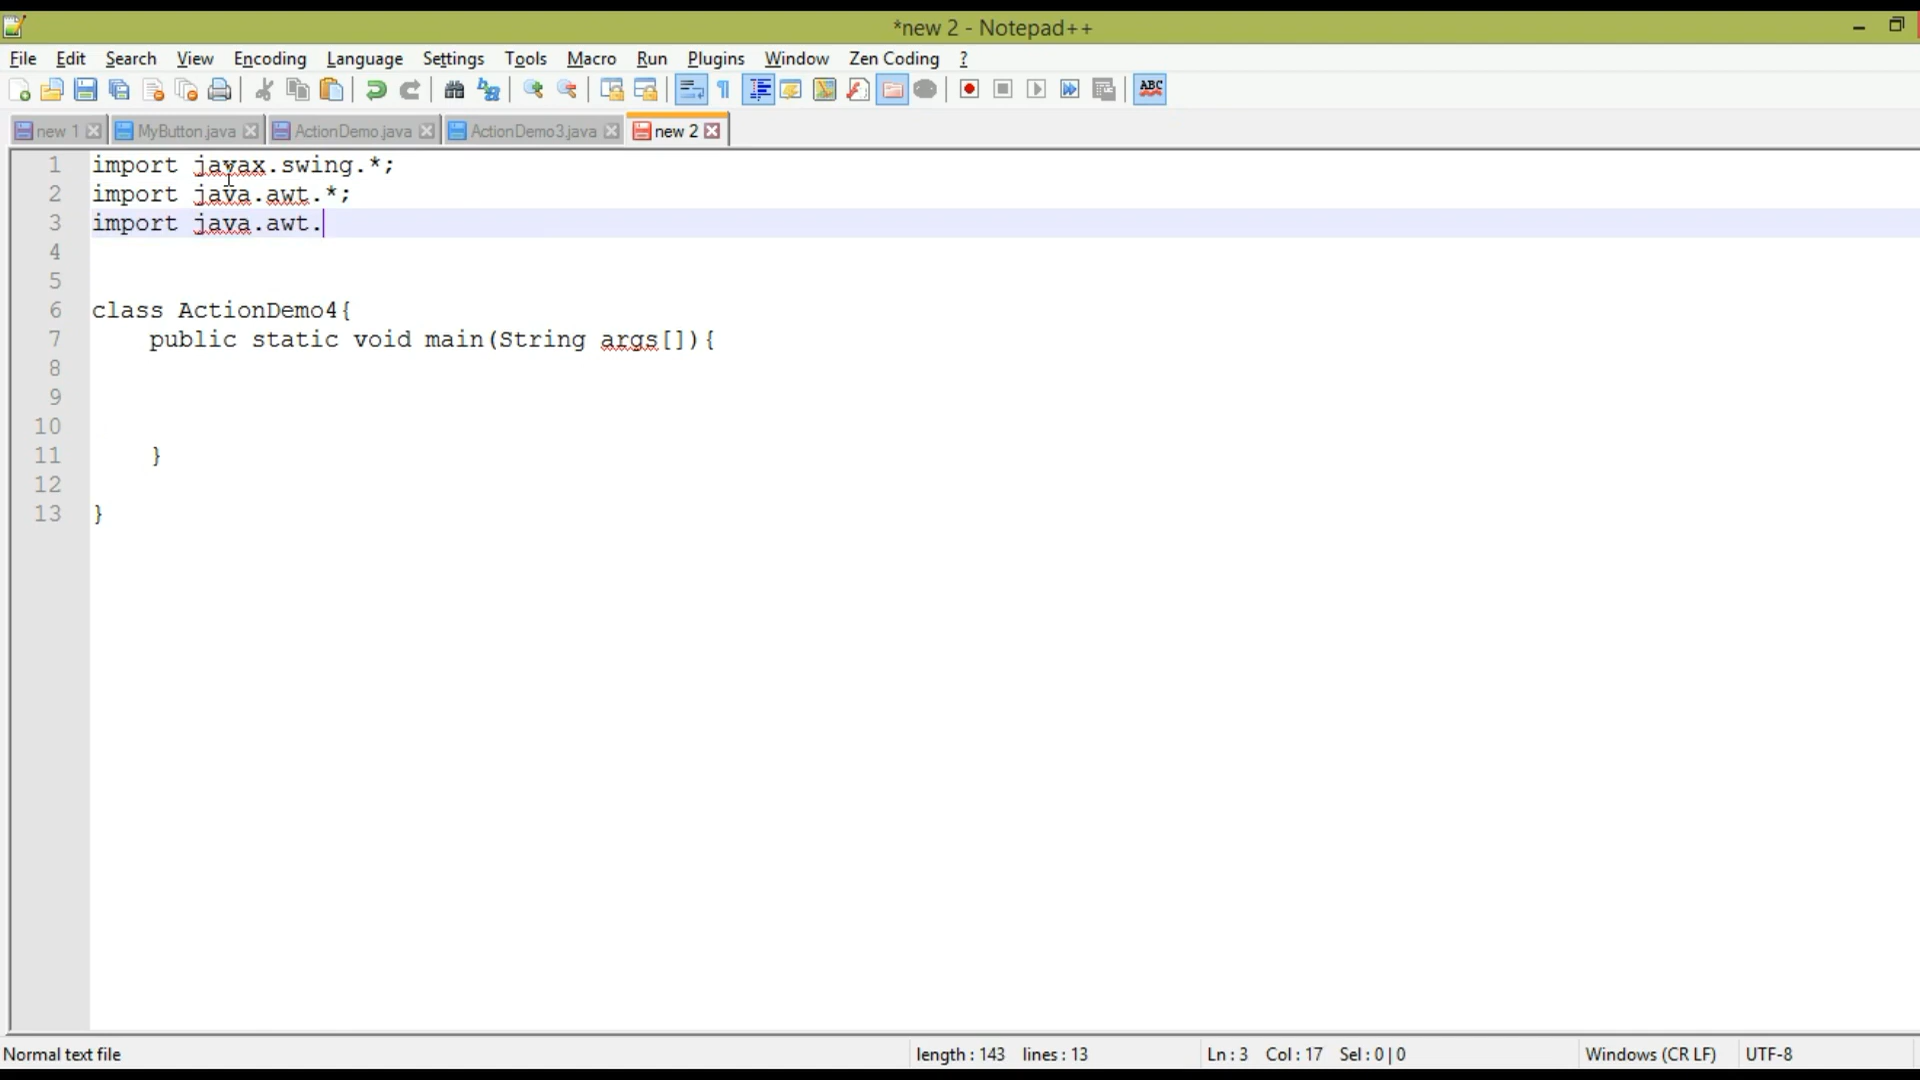 *new 2 - Notepad++
File Edit Search View Encoding Language Settings Tools Macro Run Plugins Window Zen Coding ?
ABC
new 1 MyButton.java ActionDemo.java ActionDemo3.java new 2
1 import javax.swing.*;
2 import java.awt.*;
3 import java.awt.
4
5
6 class ActionDemo4{
7 public static void main(String args[]){
8
9
10
11 }
12
13 }
Normal text file length : 143 lines : 13 Ln : 3 Col : 17 Sel : 0 | 0 Windows (CR LF) UTF-8